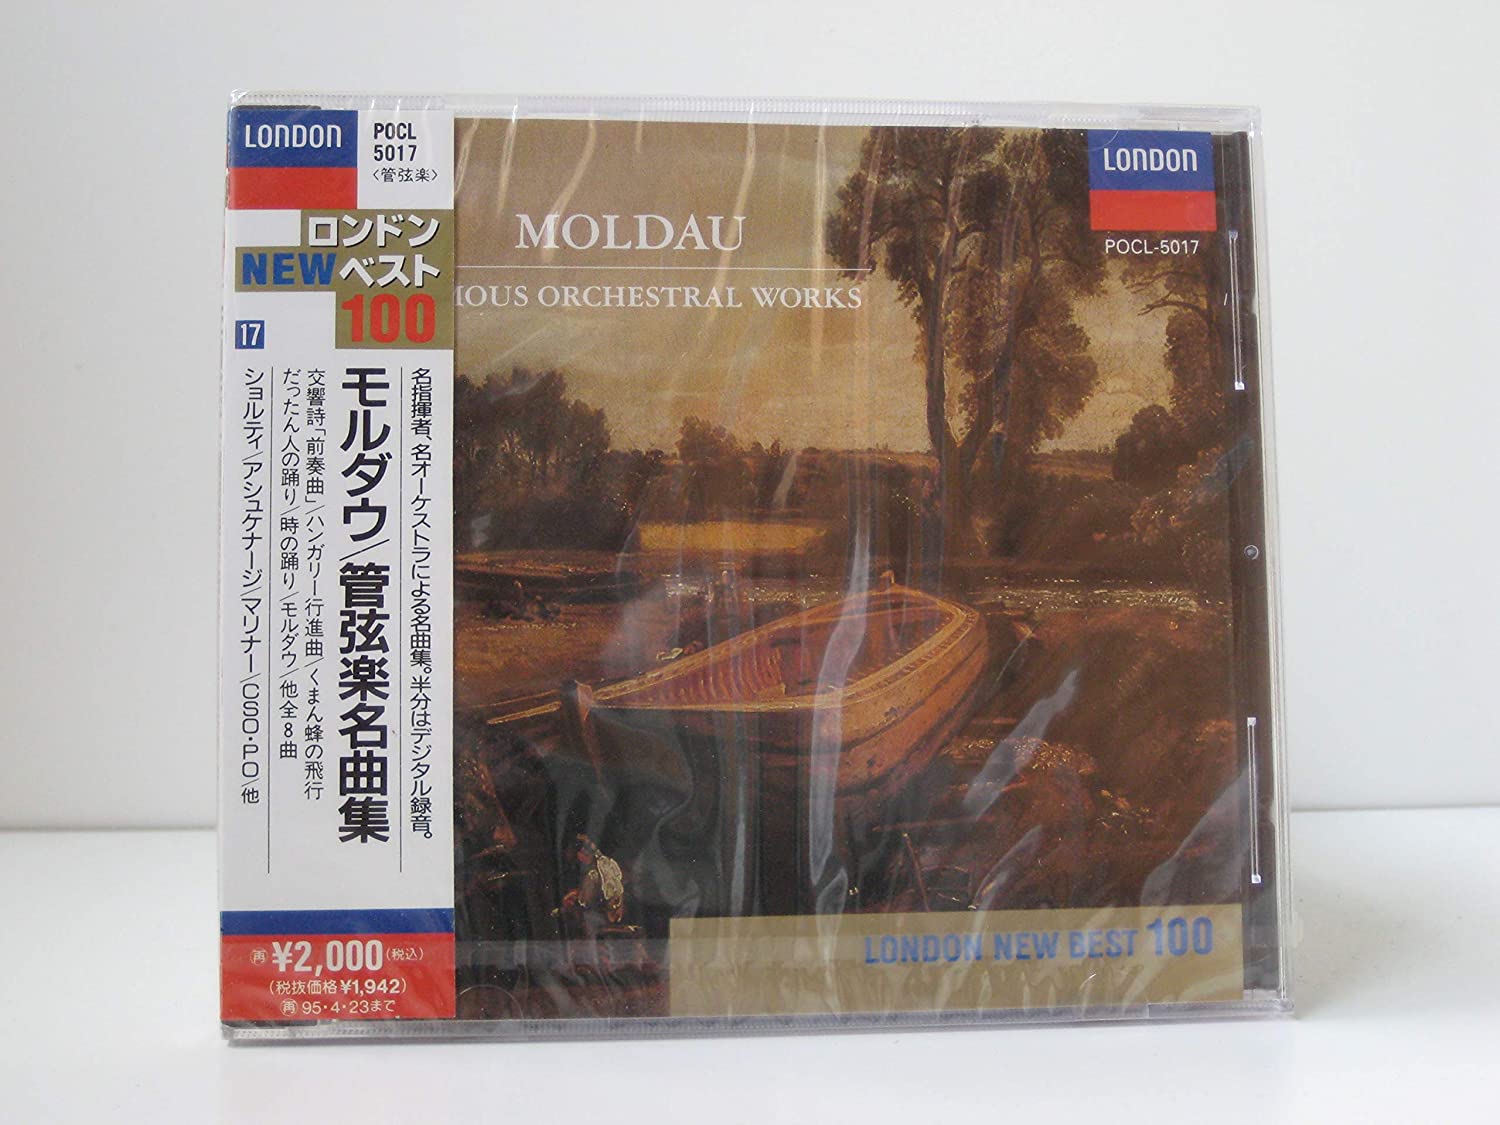 LONDON
POCL
5017
〈管弦楽〉
ロンドン
NEWベスト
100
17
名指揮者、名オーケストラによる名曲集。半分はデジタル録音。
モルダウ/管弦楽名曲集
交響詩「前奏曲」/ハンガリー行進曲/くまん蜂の飛行
だったん人の踊り/時の踊り/モルダウ/他全8曲
ショルティ/アシュケナージ/マリナー/CSO・PO/他
再 ¥2,000(税込)
(税抜価格¥1,942)
再 95・4・23まで
MOLDAU
ORCHESTRAL WORKS
LONDON
POCL-5017
LONDON NEW BEST 100